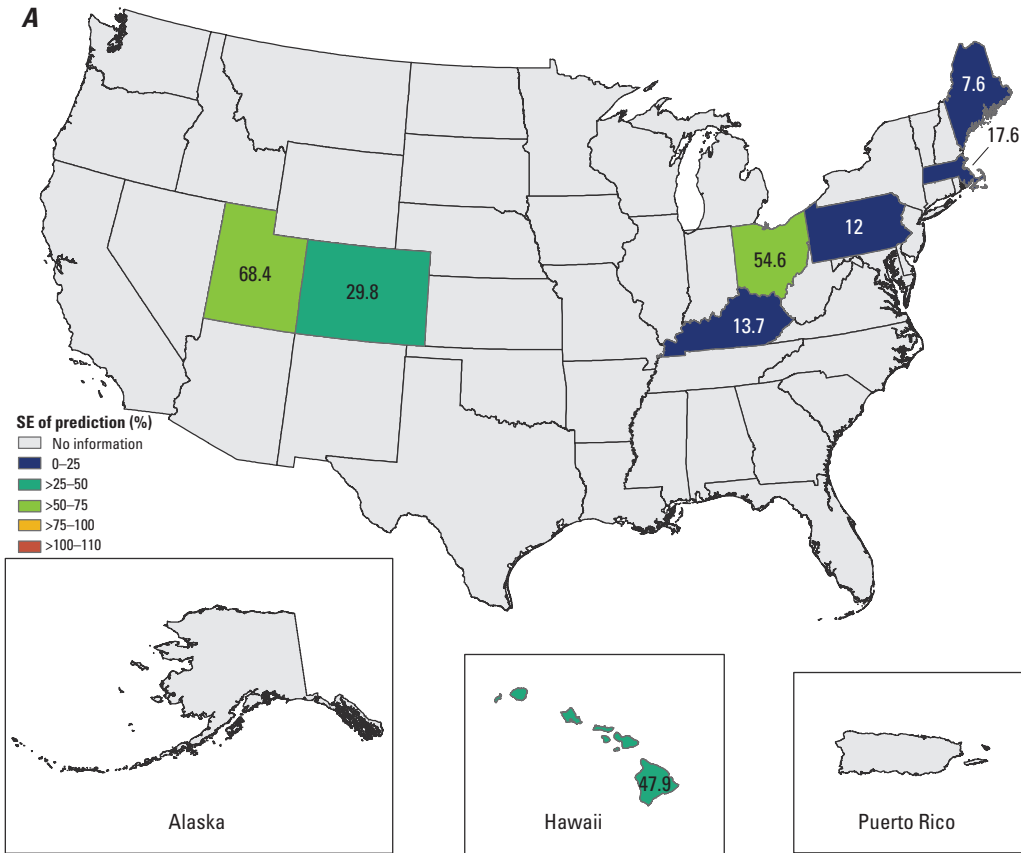 A
7.6
17.6
12
54.6
68.4
29.8
13.7
SE of prediction (%)
No information
0–25
>25–50
>50–75
>75–100
>100–110
47.9
Alaska
Hawaii
Puerto Rico